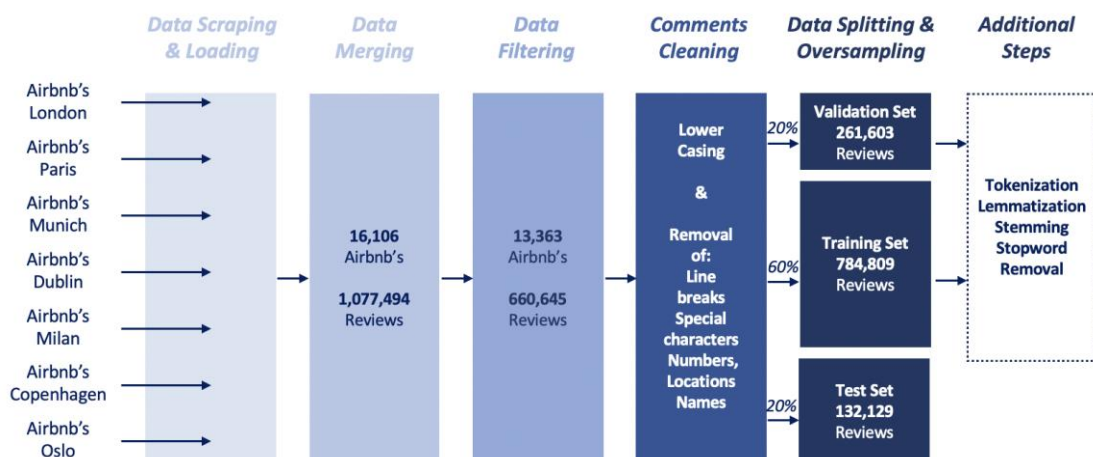 Data Scraping
& Loading
Data
Merging
Data
Filtering
Comments
Cleaning
Data Splitting &
Oversampling
Additional
Steps
Airbnb's
London
Airbnb's
Paris
Airbnb's
Munich
Airbnb's
Dublin
Airbnb's
Milan
Airbnb's
Copenhagen
Airbnb's
Oslo
16,106
Airbnb's
1,077,494
Reviews
13,363
Airbnb's
660,645
Reviews
Lower
Casing
&
Removal
of:
Line
breaks
Special
characters
Numbers,
Locations
Names
20%
60%
20%
Validation Set
261,603
Reviews
Training Set
784,809
Reviews
Test Set
132,129
Reviews
Tokenization
Lemmatization
Stemming
Stopword
Removal